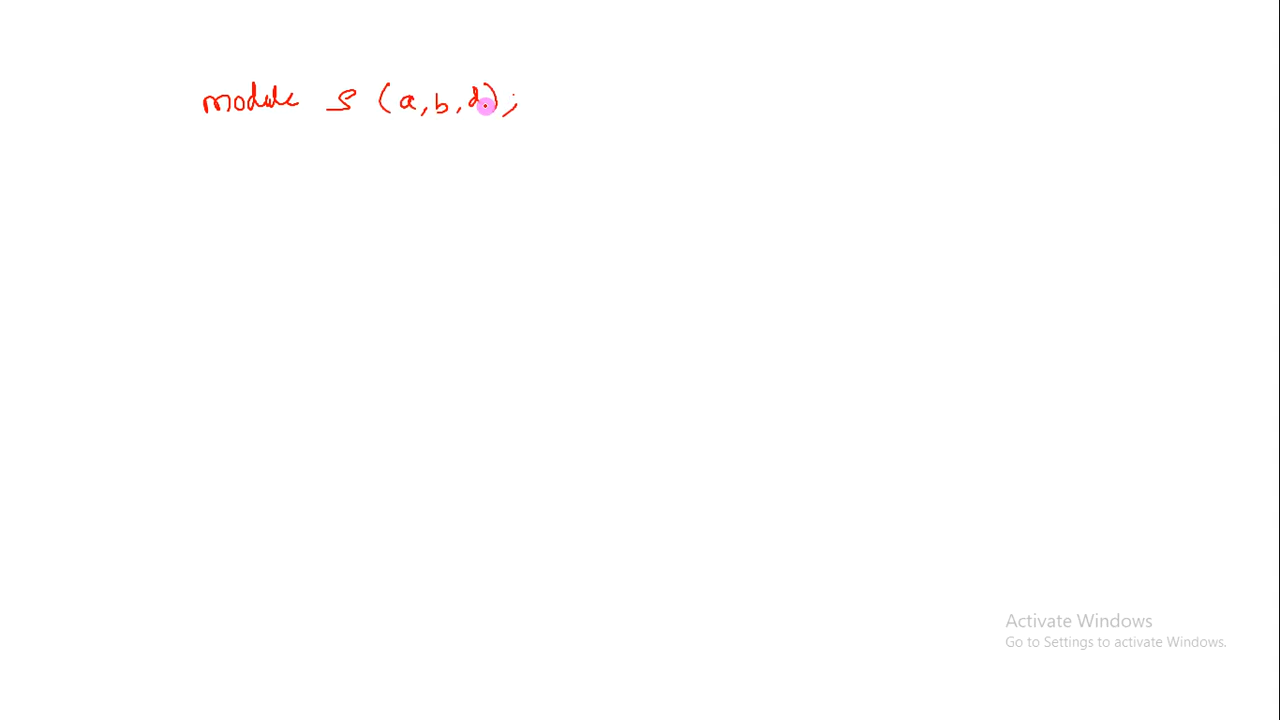 module S (a, b, d);
Activate Windows
Go to Settings to activate Windows.